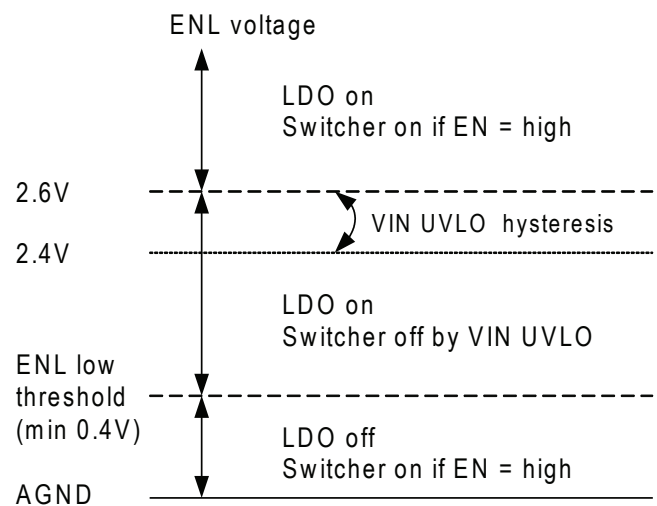 ENL voltage
LDO on
Switcher on if EN = high
2.6V
VIN UVLO hysteresis
2.4V
LDO on
Switcher off by VIN UVLO
ENL low
threshold
(min 0.4V)
LDO off
Switcher on if EN = high
AGND